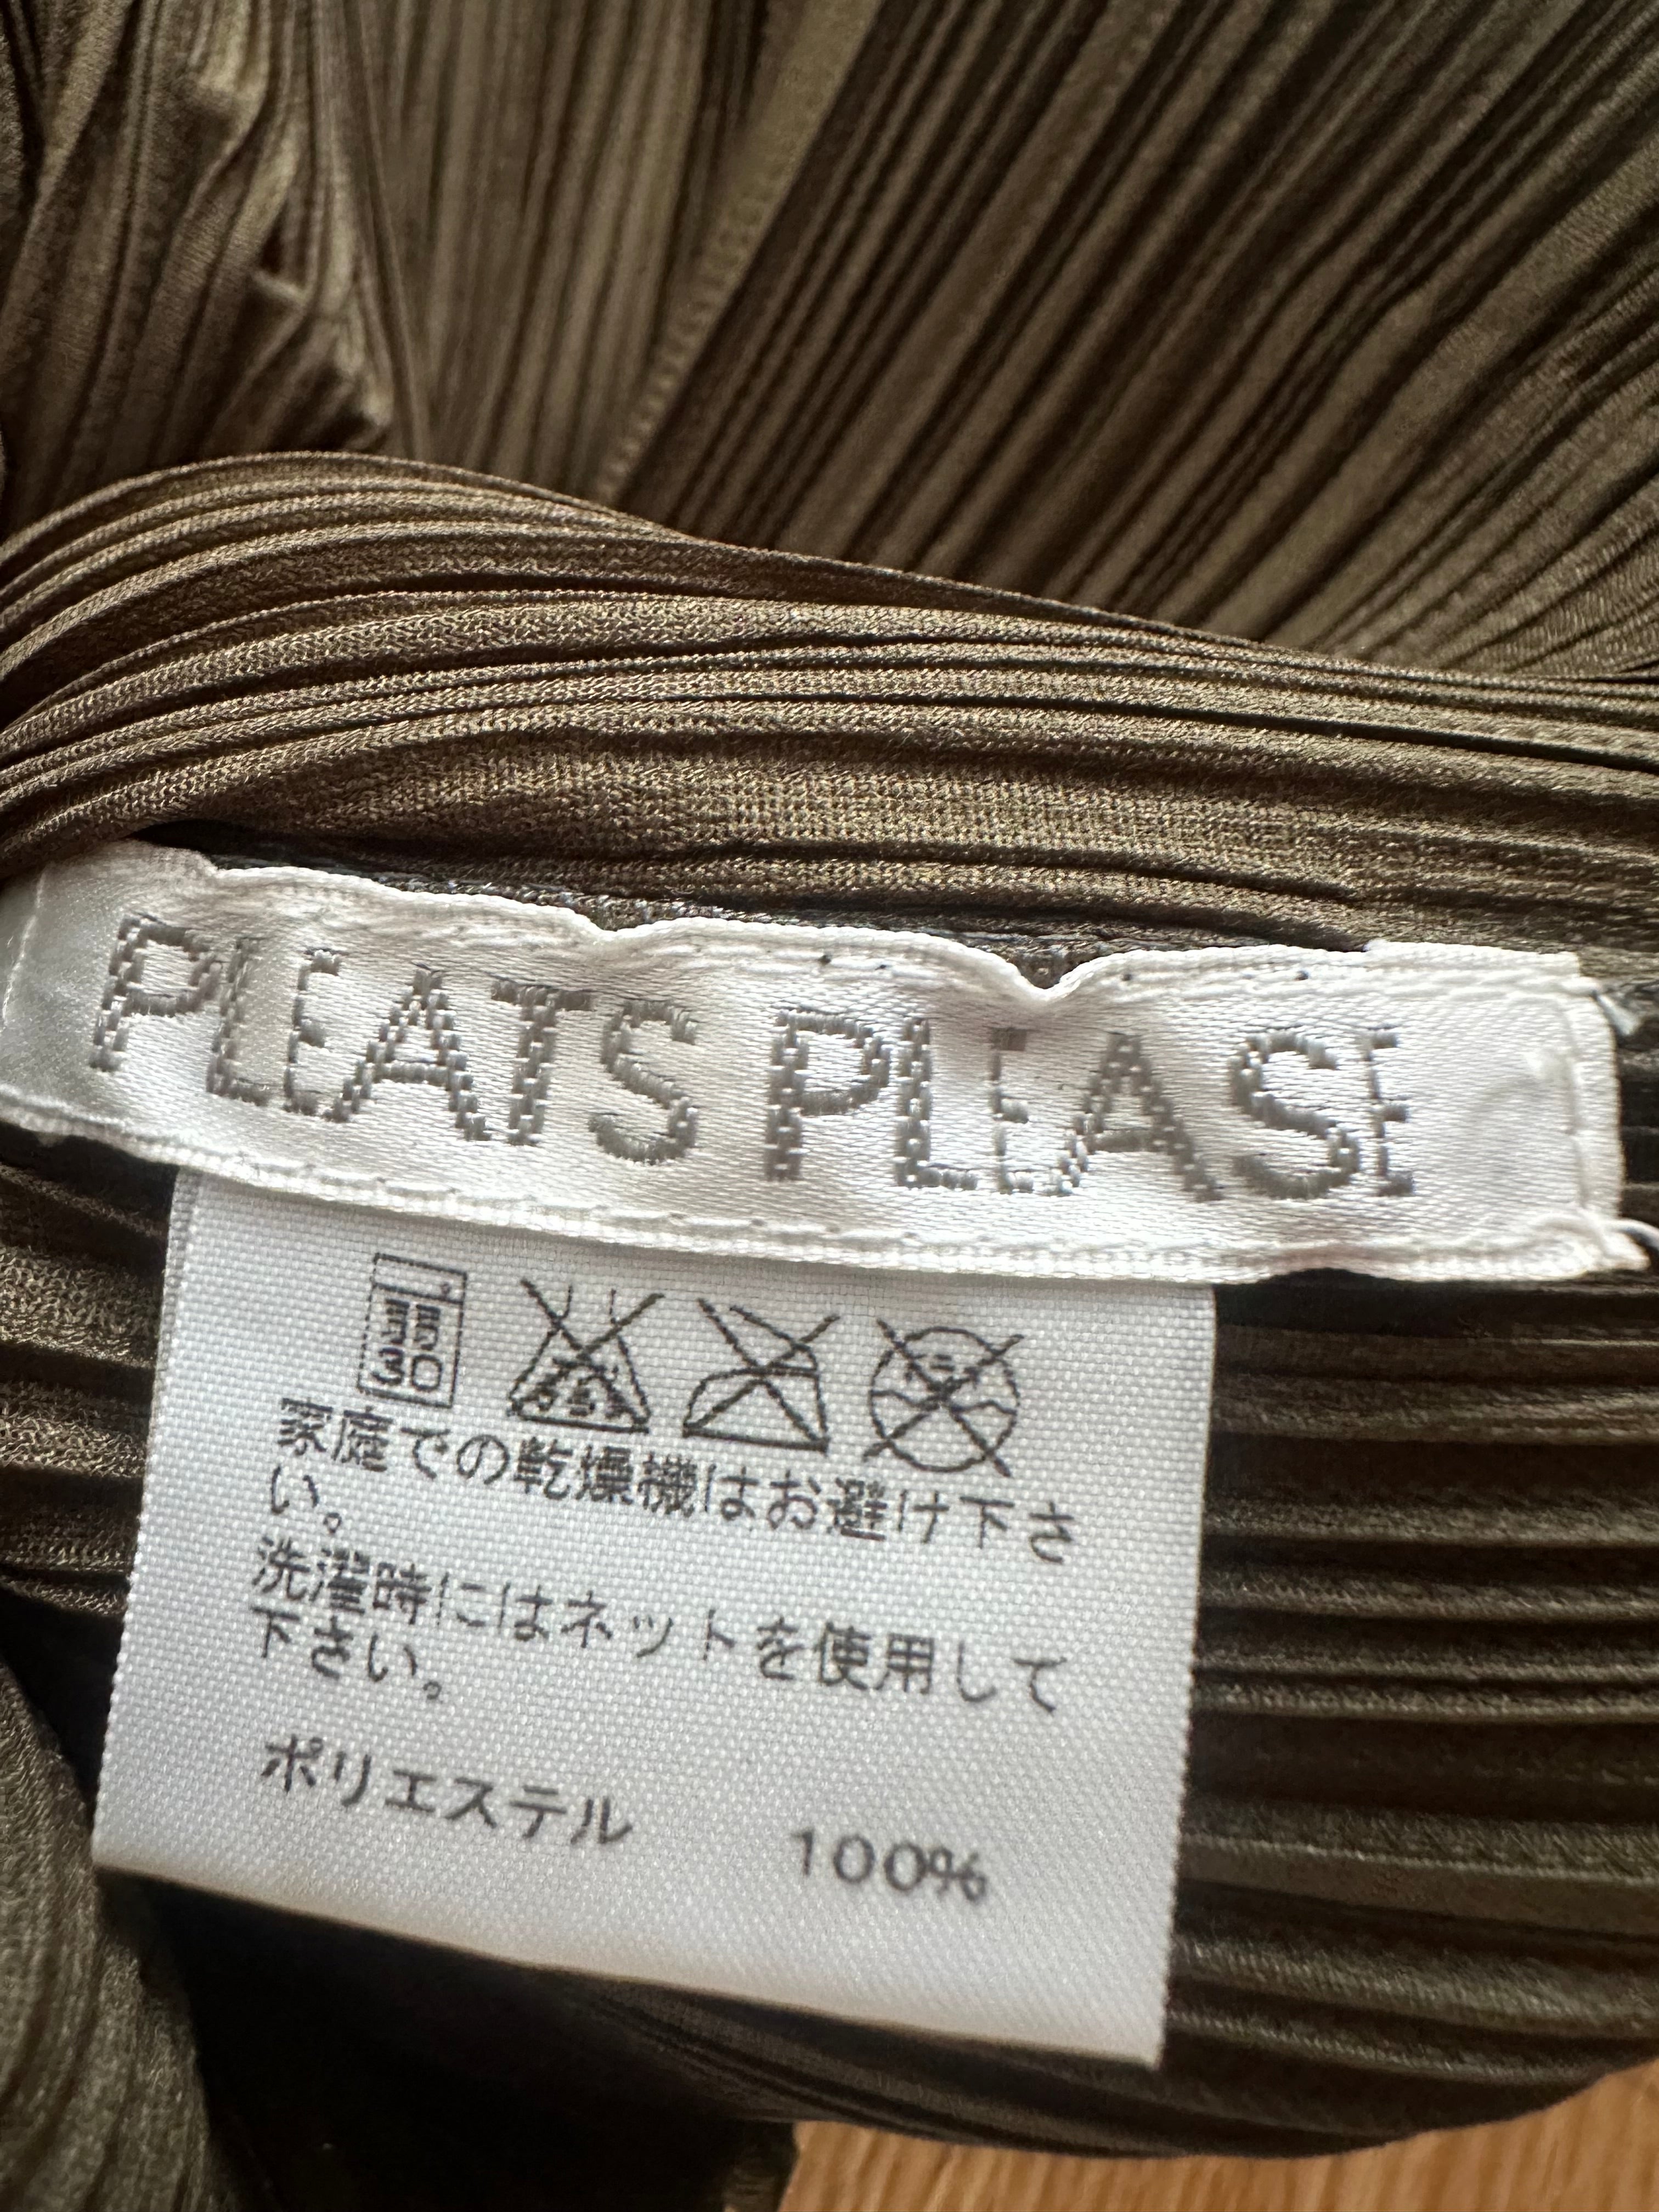 PLEATS PLEASE
30
家庭での乾燥機はお避け下さ
い。
洗濯時にはネットを使用して
下さい。
ポリエステル 100%